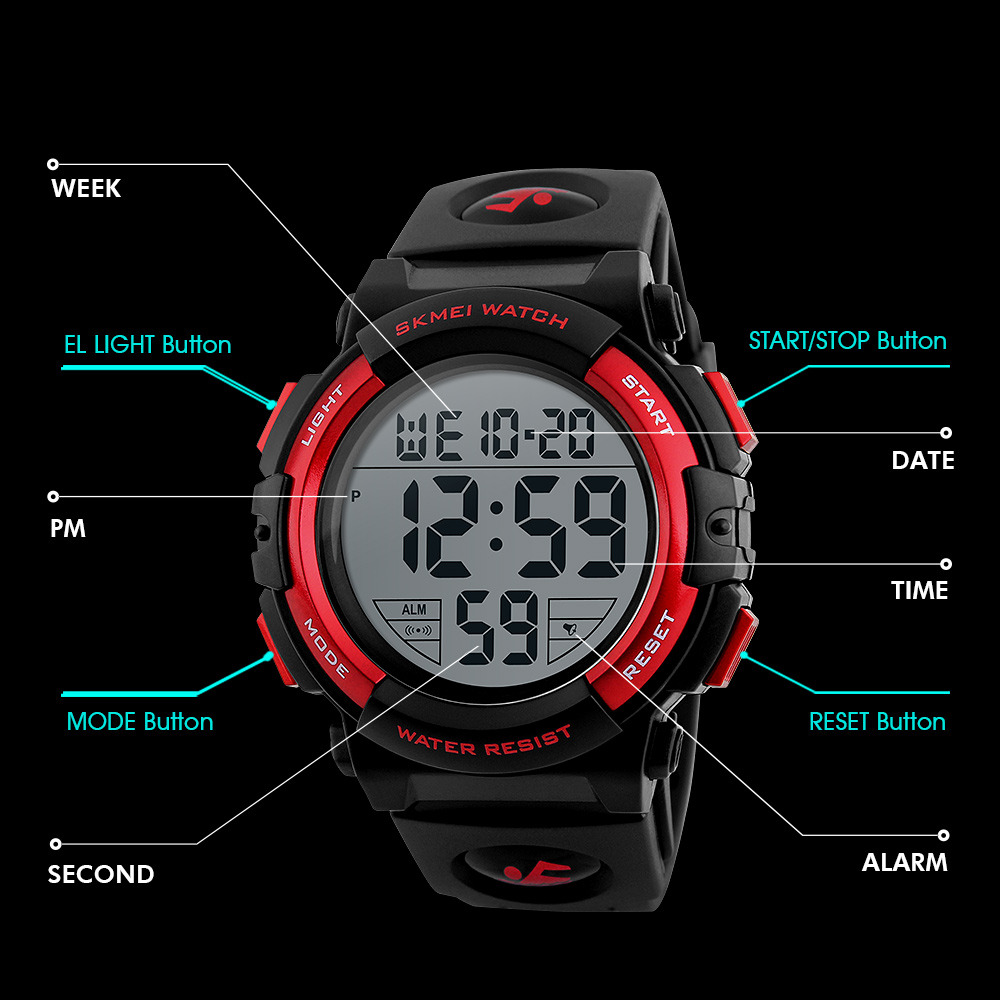 WEEK
SKMEI WATCH
EL LIGHT Button
START/STOP Button
LIGHT
START
WE 10-20
DATE
P
12:59
PM
TIME
ALM
59
MODE
RESET
MODE Button
RESET Button
WATER RESIST
SECOND
ALARM